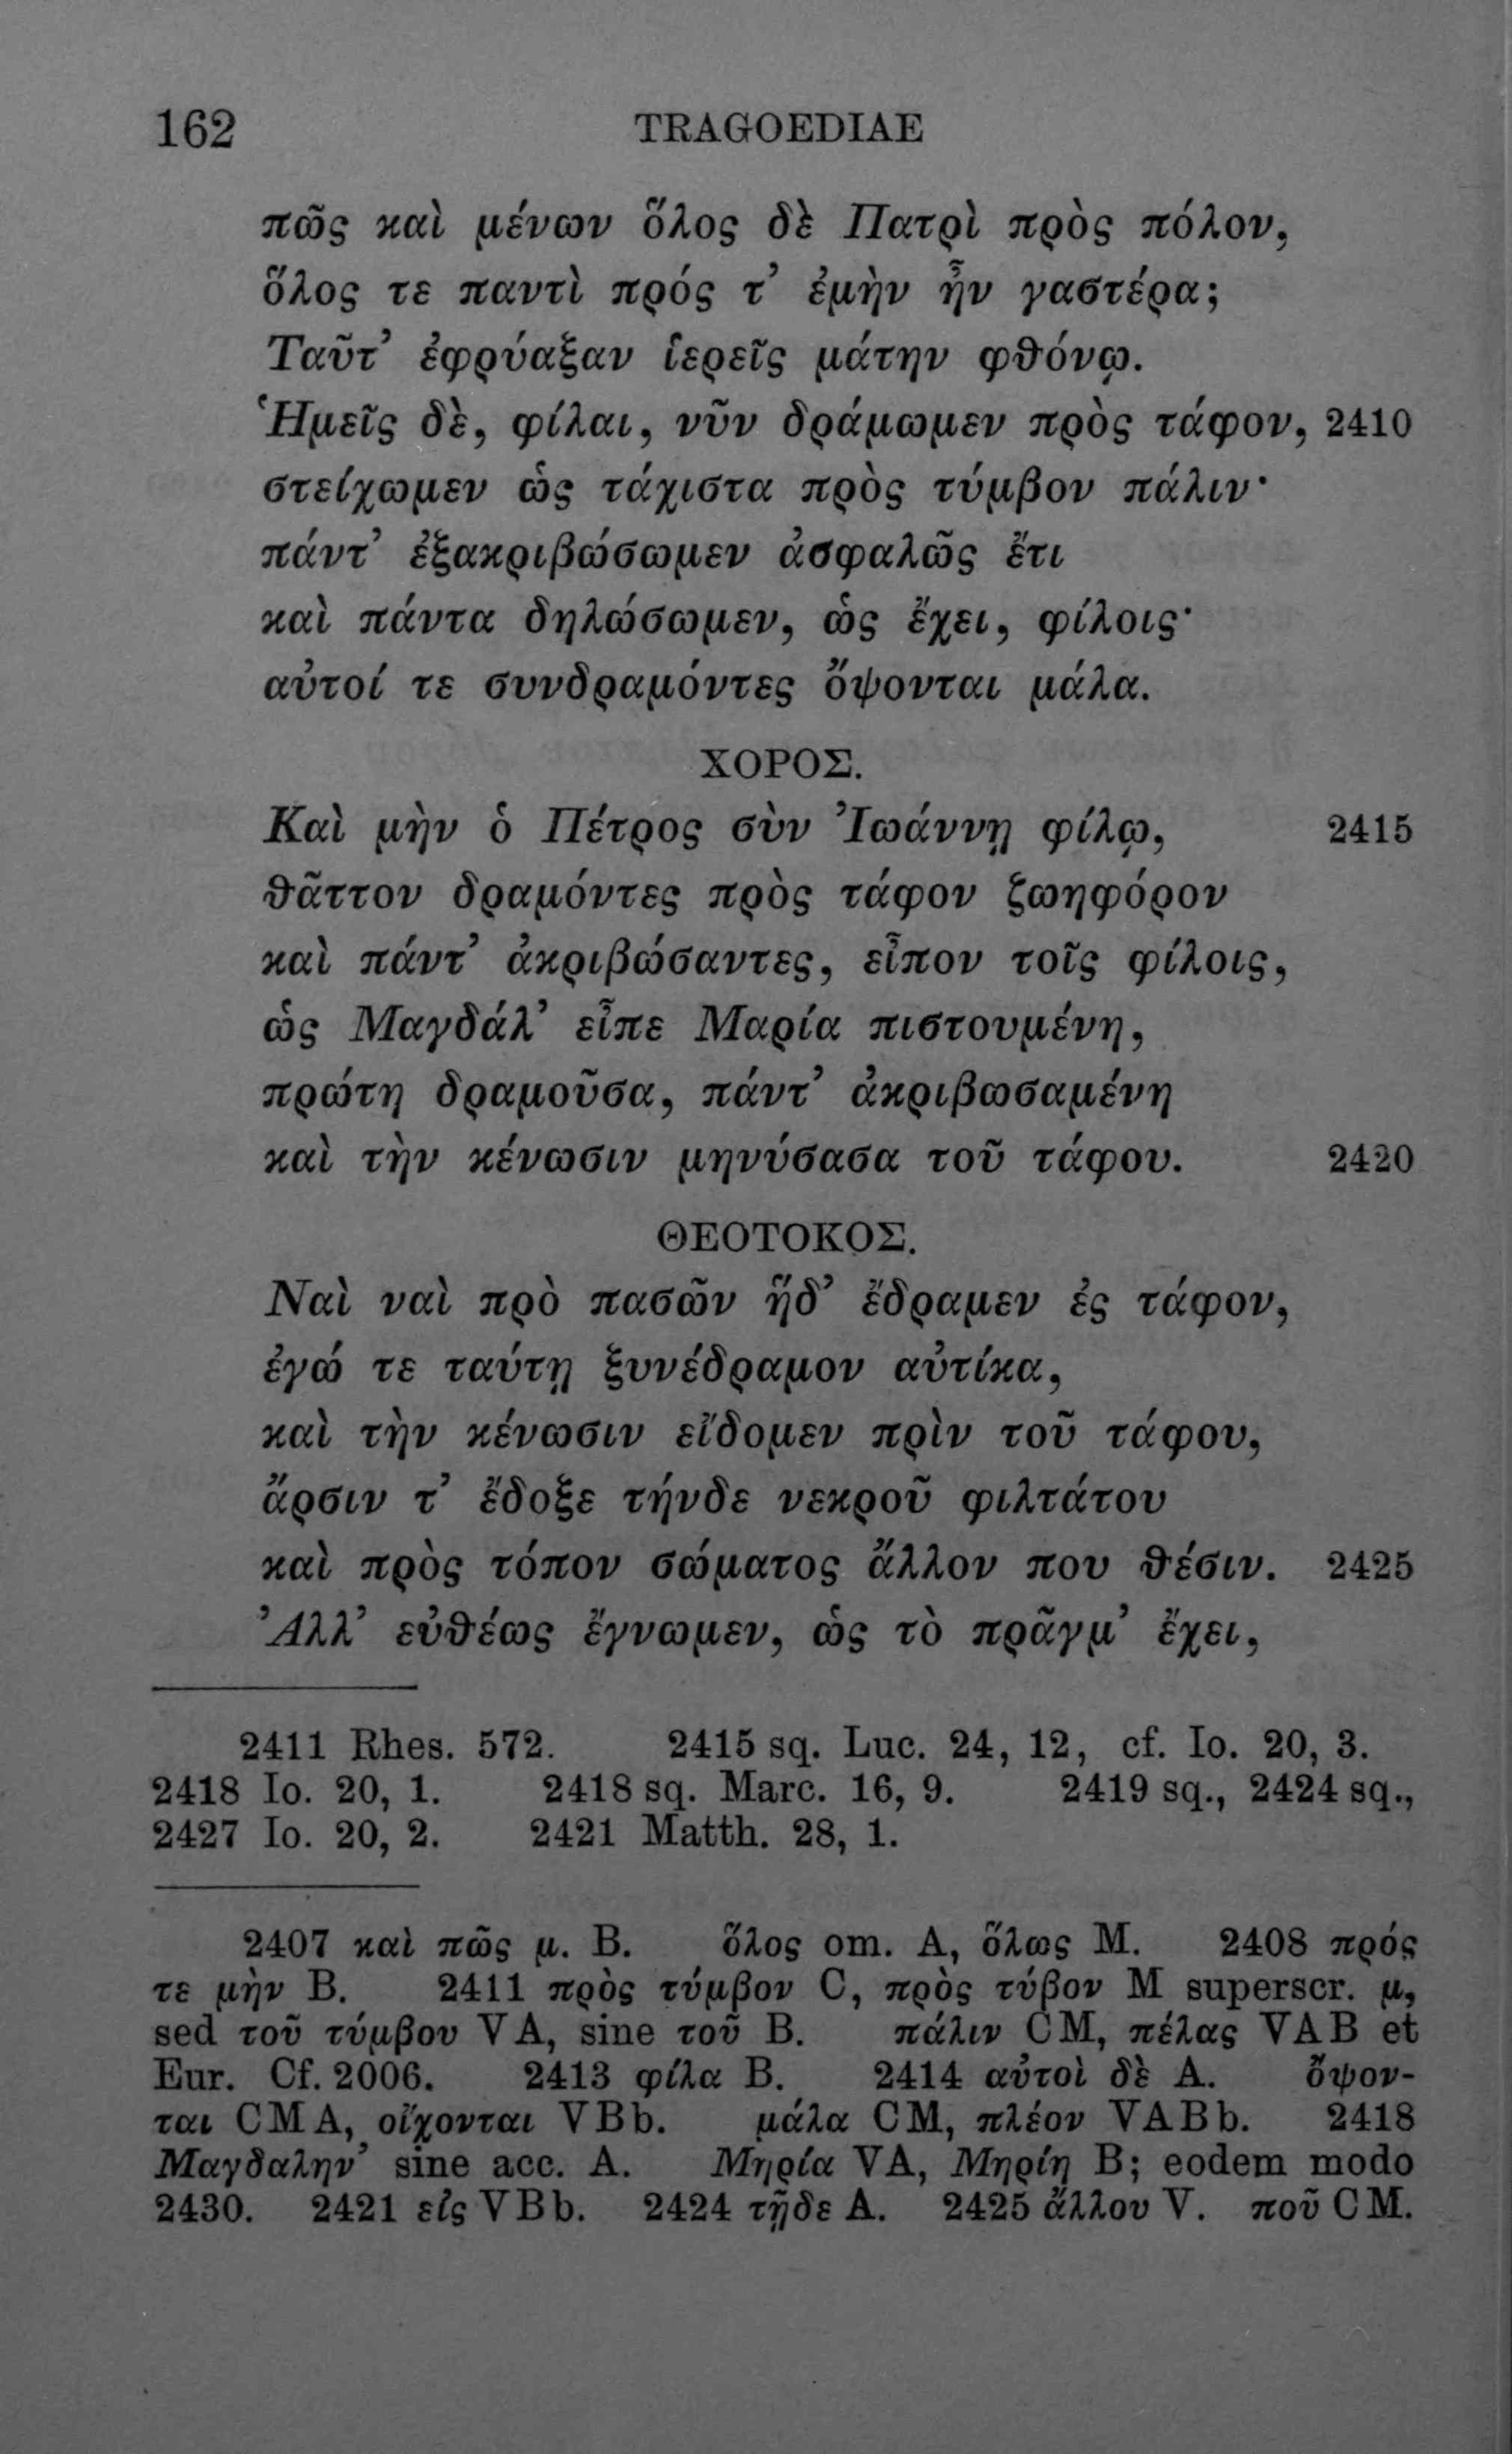 162 TRAGOEDIAE
πῶς καὶ μένων ὅλος δὲ Πατρὶ πρὸς πόλον,
ὅλος τε παντὶ πρός τ’ ἐμὴν ἦν γαστέρα;
Ταῦτ’ ἐφρύαξαν ἱερεῖς μάτην φθόνῳ.
Ἡμεῖς δὲ, φίλαι, νῦν δράμωμεν πρὸς τάφον, 2410
στείχωμεν ὡς τάχιστα πρὸς τύμβον πάλιν·
πάντ’ ἐξακριβώσωμεν ἀσφαλῶς ἔτι
καὶ πάντα δηλώσωμεν, ὡς ἔχει, φίλοις·
αὐτοί τε συνδραμόντες ὄψονται μάλα.
ΧΟΡΟΣ.
Καὶ μὴν ὁ Πέτρος σὺν Ἰωάννῃ φίλῳ, 2415
θᾶττον δραμόντες πρὸς τάφον ζωηφόρον
καὶ πάντ’ ἀκριβώσαντες, εἶπον τοῖς φίλοις,
ὡς Μαγδάλ’ εἶπε Μαρία πιστουμένη,
πρώτη δραμοῦσα, πάντ’ ἀκριβωσαμένη
καὶ τὴν κένωσιν μηνύσασα τοῦ τάφου. 2420
ΘΕΟΤΟΚΟΣ.
Ναὶ ναὶ πρὸ πασῶν ἥδ’ ἔδραμεν ἐς τάφον,
ἐγώ τε ταύτῃ ξυνέδραμον αὐτίκα,
καὶ τὴν κένωσιν εἴδομεν πρὶν τοῦ τάφου,
ἄρσιν τ’ ἔδοξε τήνδε νεκροῦ φιλτάτου
καὶ πρὸς τόπον σώματος ἄλλον που θέσιν. 2425
Ἀλλ’ εὐθέως ἔγνωμεν, ὡς τὸ πρᾶγμ’ ἔχει,
2411 Rhes. 572. 2415 sq. Luc. 24, 12, cf. Io. 20, 3.
2418 Io. 20, 1. 2418 sq. Marc. 16, 9. 2419 sq., 2424 sq.,
2427 Io. 20, 2. 2421 Matth. 28, 1.
2407 καὶ πῶς μ. B. ὅλος om. A, ὅλως M. 2408 πρός
τε μὴν B. 2411 πρὸς τύμβον C, πρὸς τύβον M superscr. μ,
sed τοῦ τύμβου VA, sine τοῦ B. πάλιν CM, πέλας VAB et
Eur. Cf. 2006. 2413 φίλα B. 2414 αὐτοὶ δὲ A. ὄψον-
ται CMA, οἴχονται VBb. μάλα CM, πλέον VABb. 2418
Μαγδαλην’ sine acc. A. Μηρία VA, Μηρίη B; eodem modo
2430. 2421 εἰς VBb. 2424 τῇδε A. 2425 ἄλλου V. ποῦ CM.